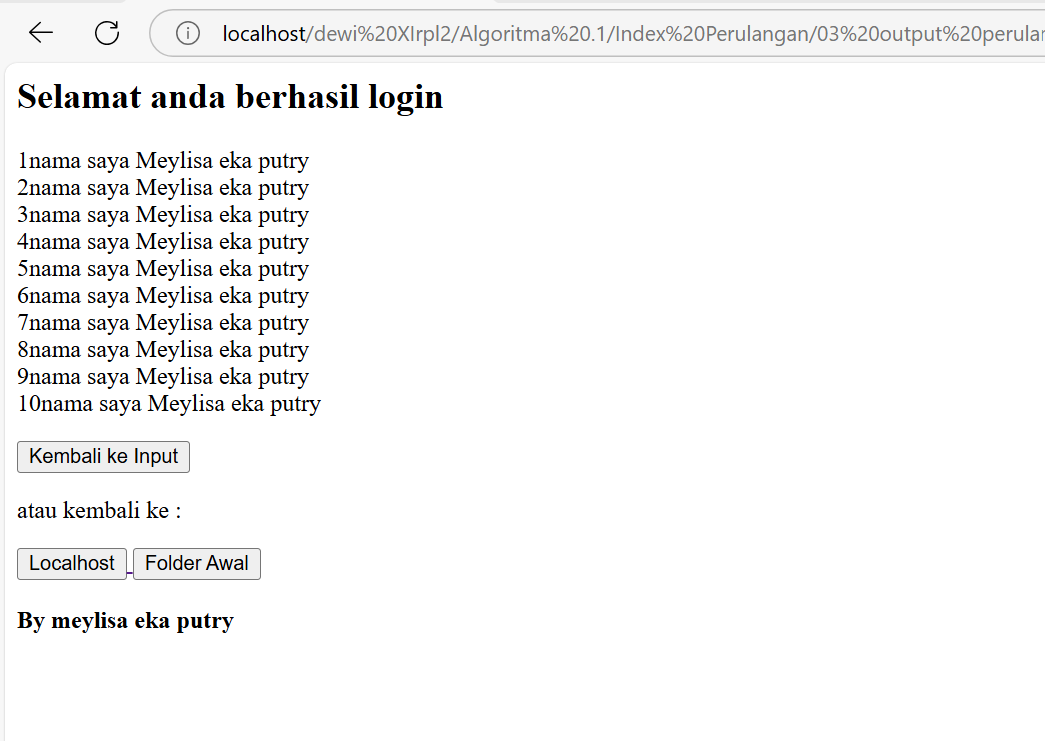 localhost/dewi%20XIrpl2/Algoritma%20.1/Index%20Perulangan/03%20output%20perular
Selamat anda berhasil login
1nama saya Meylisa eka putry
2nama saya Meylisa eka putry
3nama saya Meylisa eka putry
4nama saya Meylisa eka putry
5nama saya Meylisa eka putry
6nama saya Meylisa eka putry
7nama saya Meylisa eka putry
8nama saya Meylisa eka putry
9nama saya Meylisa eka putry
10nama saya Meylisa eka putry
Kembali ke Input
atau kembali ke :
Localhost Folder Awal
By meylisa eka putry